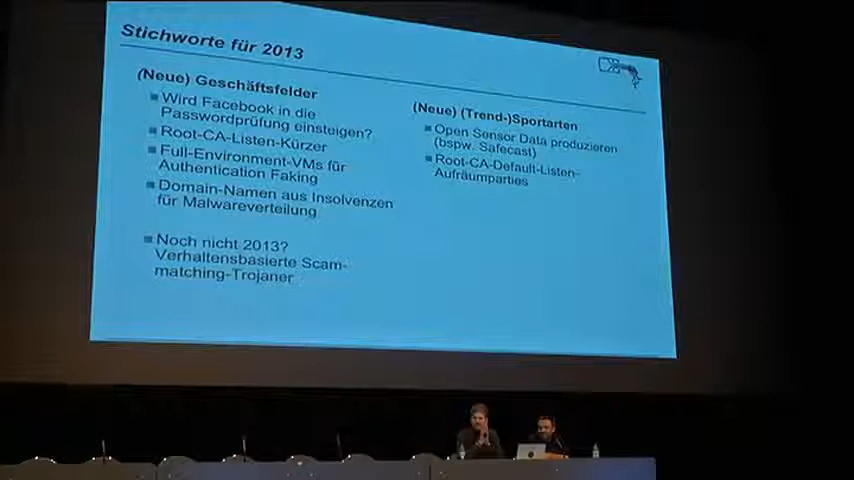 Stichworte für 2013
(Neue) Geschäftsfelder
Wird Facebook in die
Passwordprüfung einsteigen?
Root-CA-Listen-Kürzer
Full-Environment-VMs für
Authentication Faking
Domain-Namen aus Insolvenzen
für Malwareverteilung
Noch nicht 2013?
Verhaltensbasierte Scam-
matching-Trojaner
(Neue) (Trend-)Sportarten
Open Sensor Data produzieren
(bspw. Safecast)
Root-CA-Default-Listen-
Aufräumparties